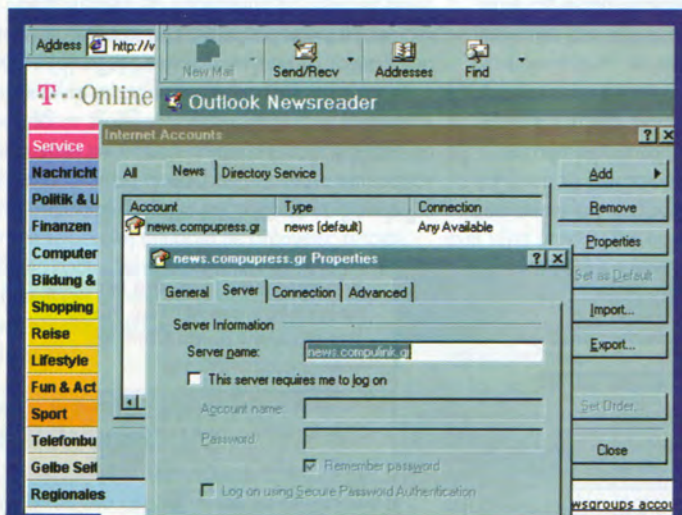 Address http://v
New Mail Send/Recv Addresses Find
T··Online
Outlook Newsreader
Internet Accounts
Service
Nachricht
Politik & U
Finanzen
Computer
Bildung &
Shopping
Reise
Lifestyle
Fun & Act
Sport
Telefonbu
Gelbe Seit
Regionales
All News Directory Service
Account Type Connection
news.compupress.gr news (default) Any Available
Add
Remove
Properties
Set as Default
Import...
Export...
Set Order...
Close
news.compupress.gr Properties
General Server Connection Advanced
Server Information
Server name: news.compulink.gr
This server requires me to log on
Account name:
Password:
Remember password
Log on using Secure Password Authentication
wsgroups accou